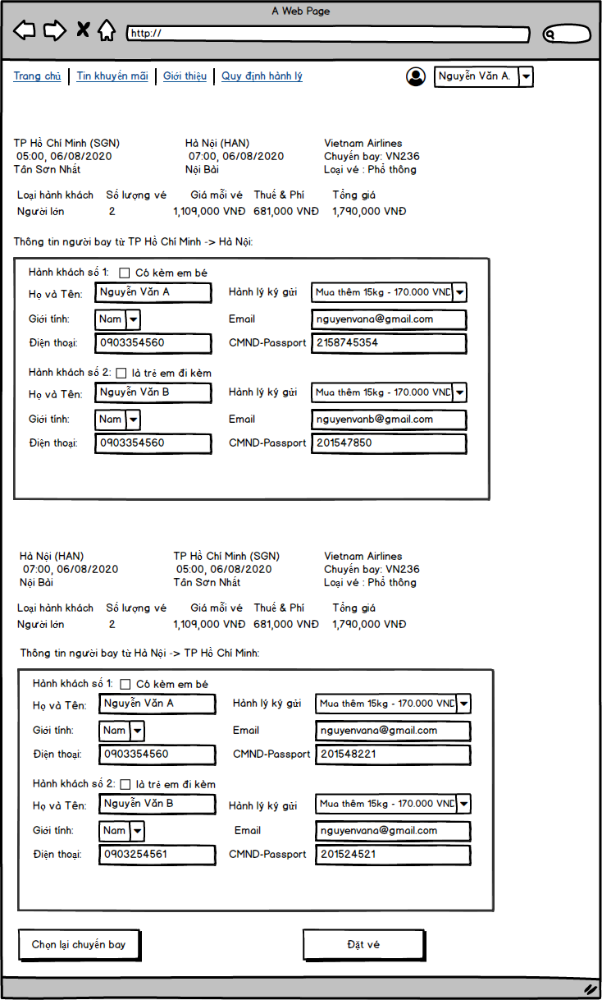 A Web Page
http://
Trang chủ Tin khuyến mãi Giới thiệu Quy định hành lý Nguyễn Văn A.
TP Hồ Chí Minh (SGN) Hà Nội (HAN) Vietnam Airlines
05:00, 06/08/2020 07:00, 06/08/2020 Chuyến bay: VN236
Tân Sơn Nhất Nội Bài Loại vé : Phổ thông
Loại hành khách Số lượng vé Giá mỗi vé Thuế & Phí Tổng giá
Người lớn 2 1,109,000 VNĐ 681,000 VNĐ 1,790,000 VNĐ
Thông tin người bay từ TP Hồ Chí Minh -> Hà Nội:
Hành khách số 1: Có kèm em bé
Họ và Tên: Nguyễn Văn A Hành lý ký gửi Mua thêm 15kg - 170.000 VND
Giới tính: Nam Email nguyenvana@gmail.com
Điện thoại: 0903354560 CMND-Passport 2158745354
Hành khách số 2: là trẻ em đi kèm
Họ và Tên: Nguyễn Văn B Hành lý ký gửi Mua thêm 15kg - 170.000 VND
Giới tính: Nam Email nguyenvanb@gmail.com
Điện thoại: 0903354560 CMND-Passport 201547850
Hà Nội (HAN) TP Hồ Chí Minh (SGN) Vietnam Airlines
07:00, 06/08/2020 05:00, 06/08/2020 Chuyến bay: VN236
Nội Bài Tân Sơn Nhất Loại vé : Phổ thông
Loại hành khách Số lượng vé Giá mỗi vé Thuế & Phí Tổng giá
Người lớn 2 1,109,000 VNĐ 681,000 VNĐ 1,790,000 VNĐ
Thông tin người bay từ Hà Nội -> TP Hồ Chí Minh:
Hành khách số 1: Có kèm em bé
Họ và Tên: Nguyễn Văn A Hành lý ký gửi Mua thêm 15kg - 170.000 VND
Giới tính: Nam Email nguyenvana@gmail.com
Điện thoại: 0903354560 CMND-Passport 201548221
Hành khách số 2: là trẻ em đi kèm
Họ và Tên: Nguyễn Văn B Hành lý ký gửi Mua thêm 15kg - 170.000 VND
Giới tính: Nam Email nguyenvana@gmail.com
Điện thoại: 0903254561 CMND-Passport 201524521
Chọn lại chuyến bay Đặt vé